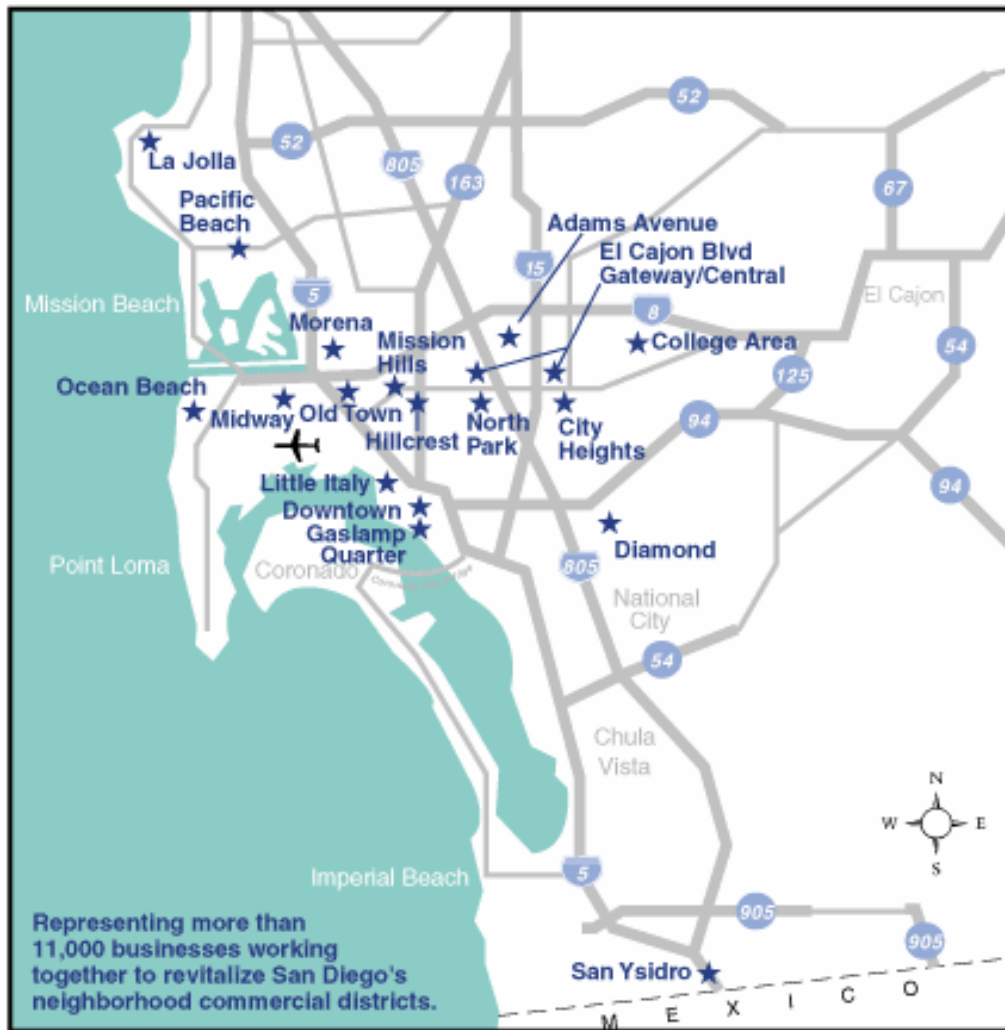 52
52
La Jolla
805
163
67
Pacific
Beach
Adams Avenue
El Cajon Blvd
Gateway/Central
15
5
Mission Beach
El Cajon
8
Morena
Mission
Hills
College Area
54
125
Ocean Beach
Midway
Old Town
Hillcrest
North
Park
City
Heights
94
94
Little Italy
Downtown
Gaslamp
Quarter
Diamond
Point Loma
Coronado
805
National
City
54
Chula
Vista
N
W
E
S
Imperial Beach
5
905
905
Representing more than
11,000 businesses working
together to revitalize San Diego's
neighborhood commercial districts.
San Ysidro
MEXICO